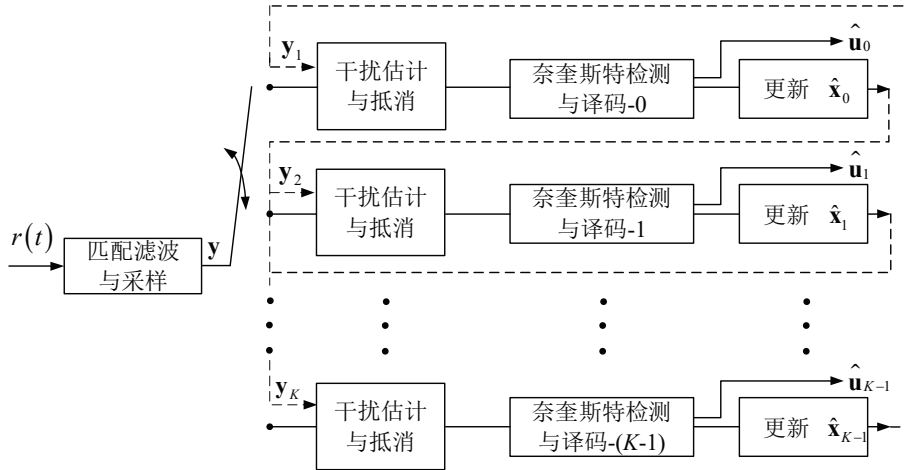 y₁
干扰估计
与抵消
奈奎斯特检测
与译码-0
û₀
更新 x̂₀
y₂
干扰估计
与抵消
奈奎斯特检测
与译码-1
û₁
更新 x̂₁
r(t)
匹配滤波
与采样
y
y_K
干扰估计
与抵消
奈奎斯特检测
与译码-(K-1)
û_{K-1}
更新 x̂_{K-1}